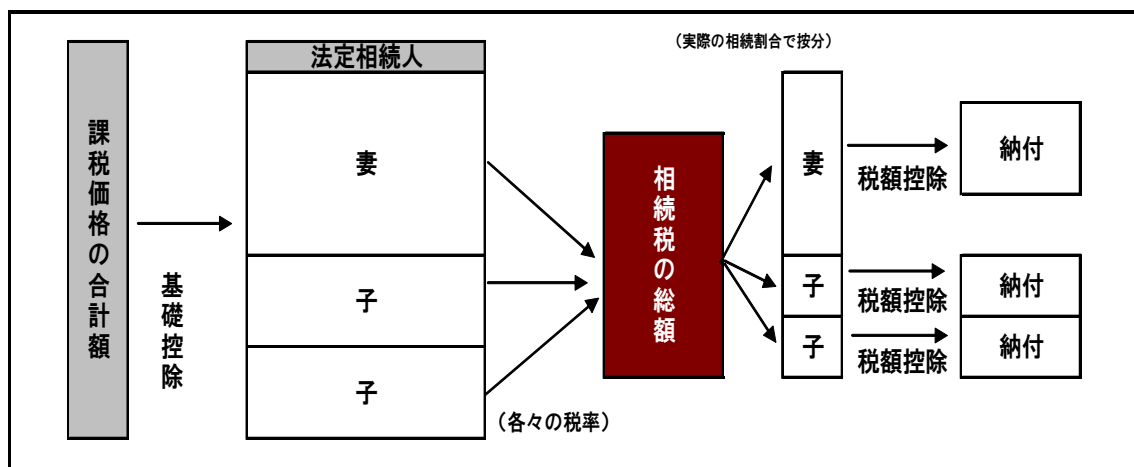 課税価格の合計額
基礎控除
法定相続人
妻
子
子
（各々の税率）
相続税の総額
（実際の相続割合で按分）
妻
税額控除
納付
子
税額控除
納付
子
税額控除
納付